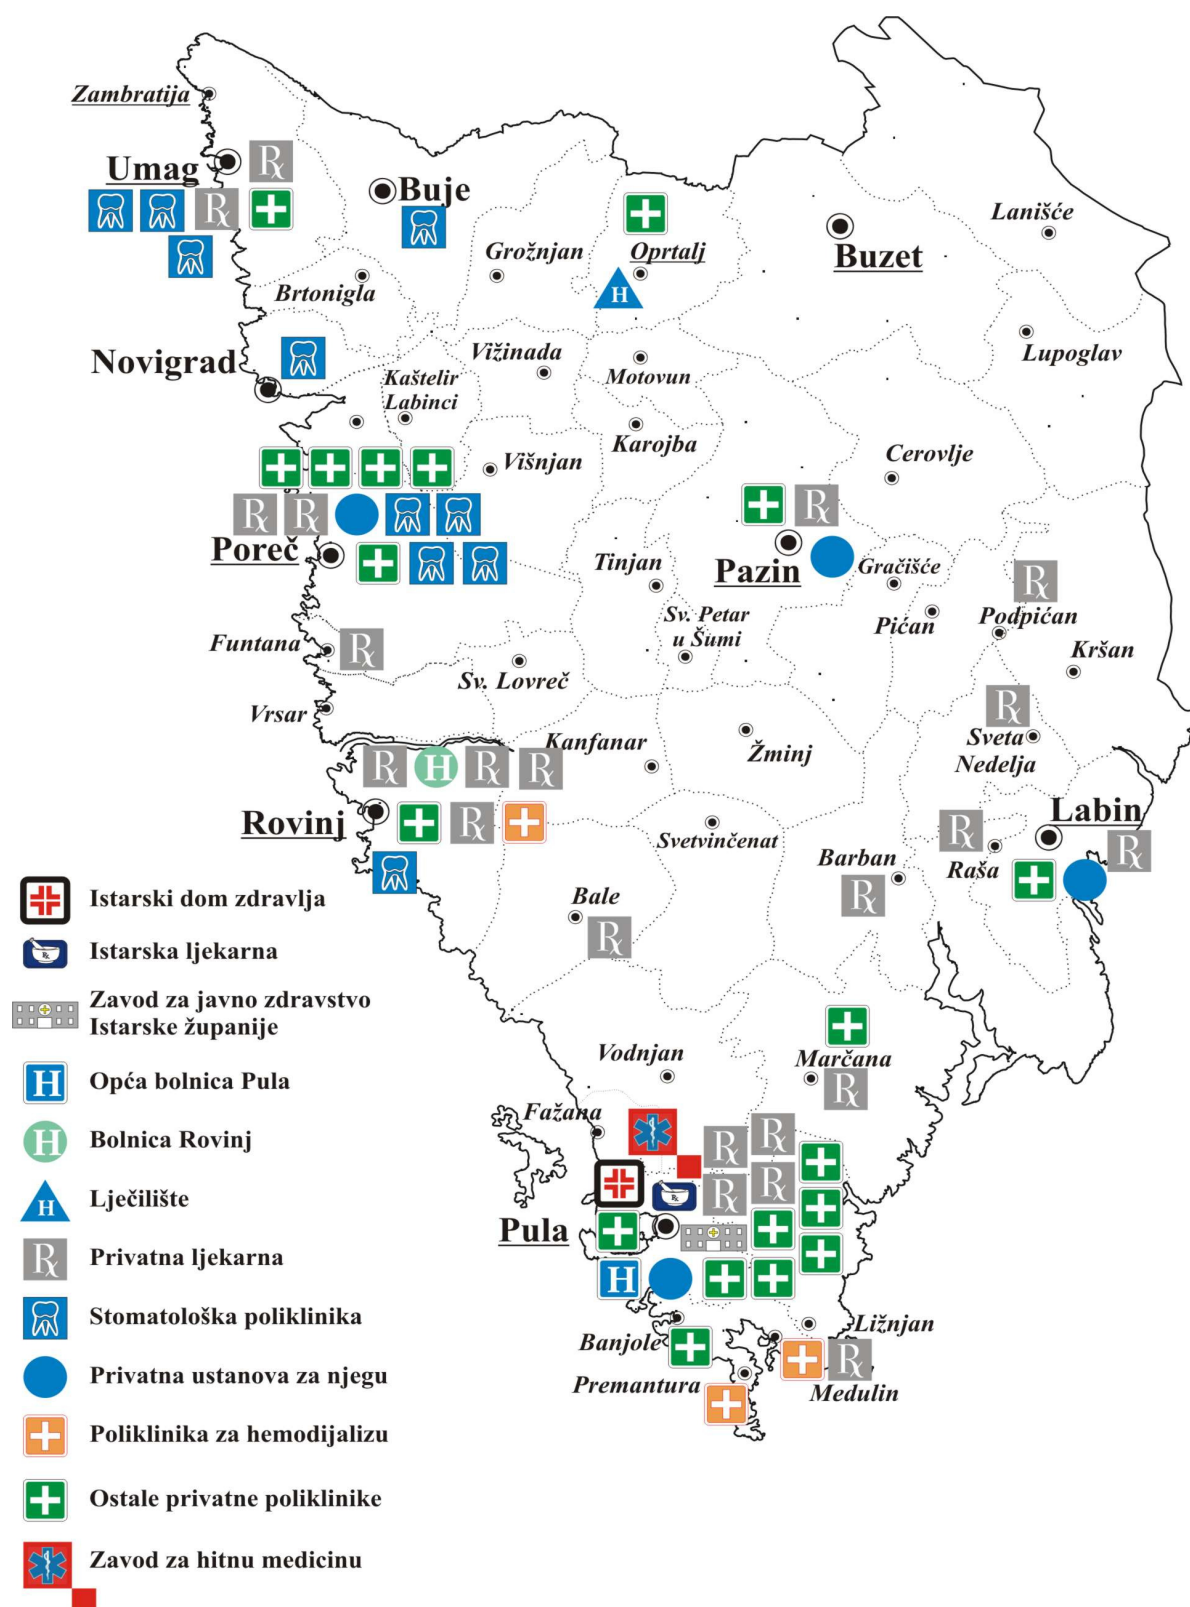 Zambratija
Umag
Buje
Oprtalj
Grožnjan
Brtonigla
Buzet
Lanišće
Lupoglav
Novigrad
Vižinada
Motovun
Kaštelir
Labinci
Karojba
Višnjan
Cerovlje
Poreč
Tinjan
Pazin
Gračišće
Pićan
Podpićan
Kršan
Sv. Petar
u Šumi
Funtana
Sv. Lovreč
Vrsar
Kanfanar
Žminj
Sveta
Nedelja
Rovinj
Svetvinčenat
Labin
Barban
Raša
Bale
Vodnjan
Marčana
Fažana
Pula
H
Banjole
Ližnjan
Premantura
Medulin
Istarski dom zdravlja
Istarska ljekarna
Zavod za javno zdravstvo
Istarske županije
H Opća bolnica Pula
H Bolnica Rovinj
H Lječilište
Rx Privatna ljekarna
Stomatološka poliklinika
Privatna ustanova za njegu
Poliklinika za hemodijalizu
Ostale privatne poliklinike
Zavod za hitnu medicinu